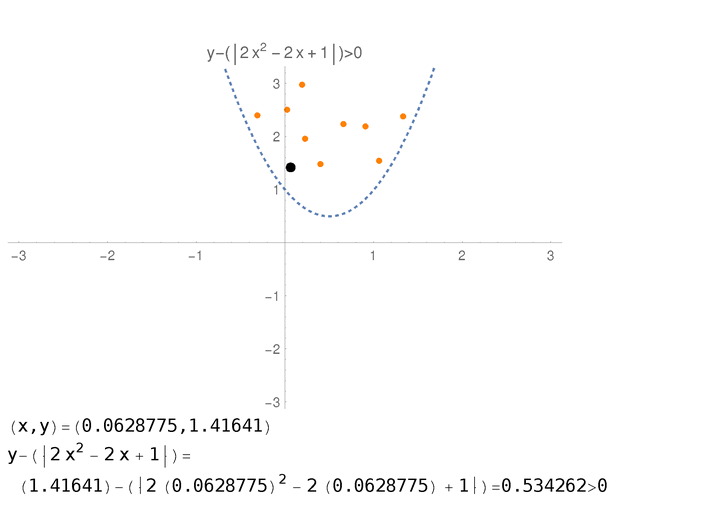 y−(|2x² − 2x + 1|)>0
3
2
1
−3 −2 −1 1 2 3
−1
−2
−3
(x,y)=(0.0628775,1.41641)
y−(|2x² − 2x + 1|)=
(1.41641)−(|2 (0.0628775)² − 2 (0.0628775) + 1|)=0.534262>0